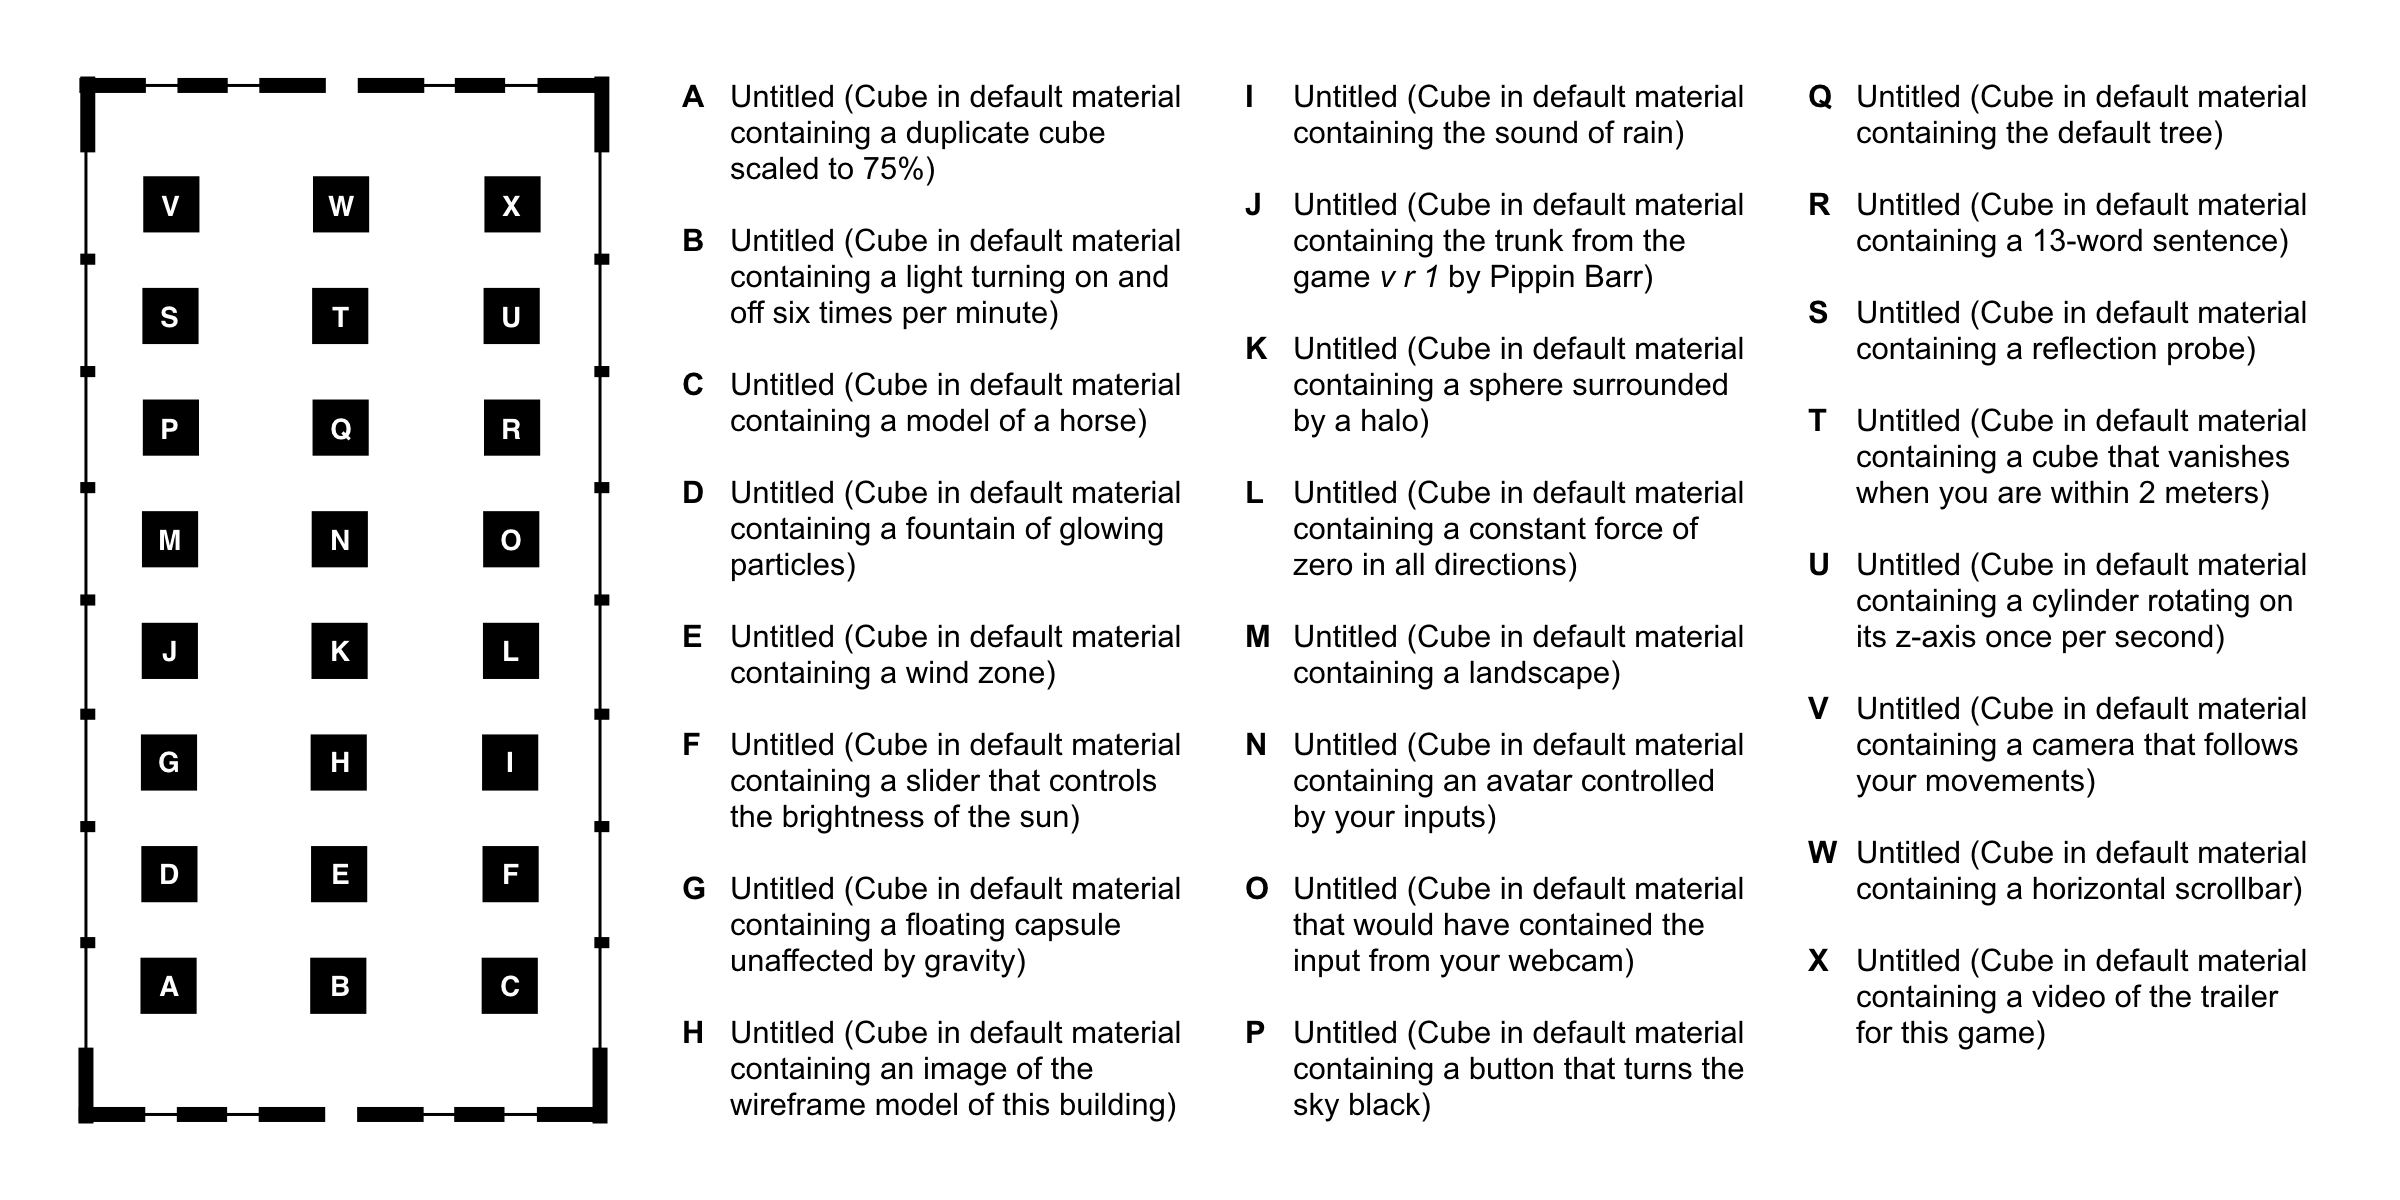 V W X
S T U
P Q R
M N O
J K L
G H I
D E F
A B C
A Untitled (Cube in default material
containing a duplicate cube
scaled to 75%)
B Untitled (Cube in default material
containing a light turning on and
off six times per minute)
C Untitled (Cube in default material
containing a model of a horse)
D Untitled (Cube in default material
containing a fountain of glowing
particles)
E Untitled (Cube in default material
containing a wind zone)
F Untitled (Cube in default material
containing a slider that controls
the brightness of the sun)
G Untitled (Cube in default material
containing a floating capsule
unaffected by gravity)
H Untitled (Cube in default material
containing an image of the
wireframe model of this building)
I Untitled (Cube in default material
containing the sound of rain)
J Untitled (Cube in default material
containing the trunk from the
game v r 1 by Pippin Barr)
K Untitled (Cube in default material
containing a sphere surrounded
by a halo)
L Untitled (Cube in default material
containing a constant force of
zero in all directions)
M Untitled (Cube in default material
containing a landscape)
N Untitled (Cube in default material
containing an avatar controlled
by your inputs)
O Untitled (Cube in default material
that would have contained the
input from your webcam)
P Untitled (Cube in default material
containing a button that turns the
sky black)
Q Untitled (Cube in default material
containing the default tree)
R Untitled (Cube in default material
containing a 13-word sentence)
S Untitled (Cube in default material
containing a reflection probe)
T Untitled (Cube in default material
containing a cube that vanishes
when you are within 2 meters)
U Untitled (Cube in default material
containing a cylinder rotating on
its z-axis once per second)
V Untitled (Cube in default material
containing a camera that follows
your movements)
W Untitled (Cube in default material
containing a horizontal scrollbar)
X Untitled (Cube in default material
containing a video of the trailer
for this game)